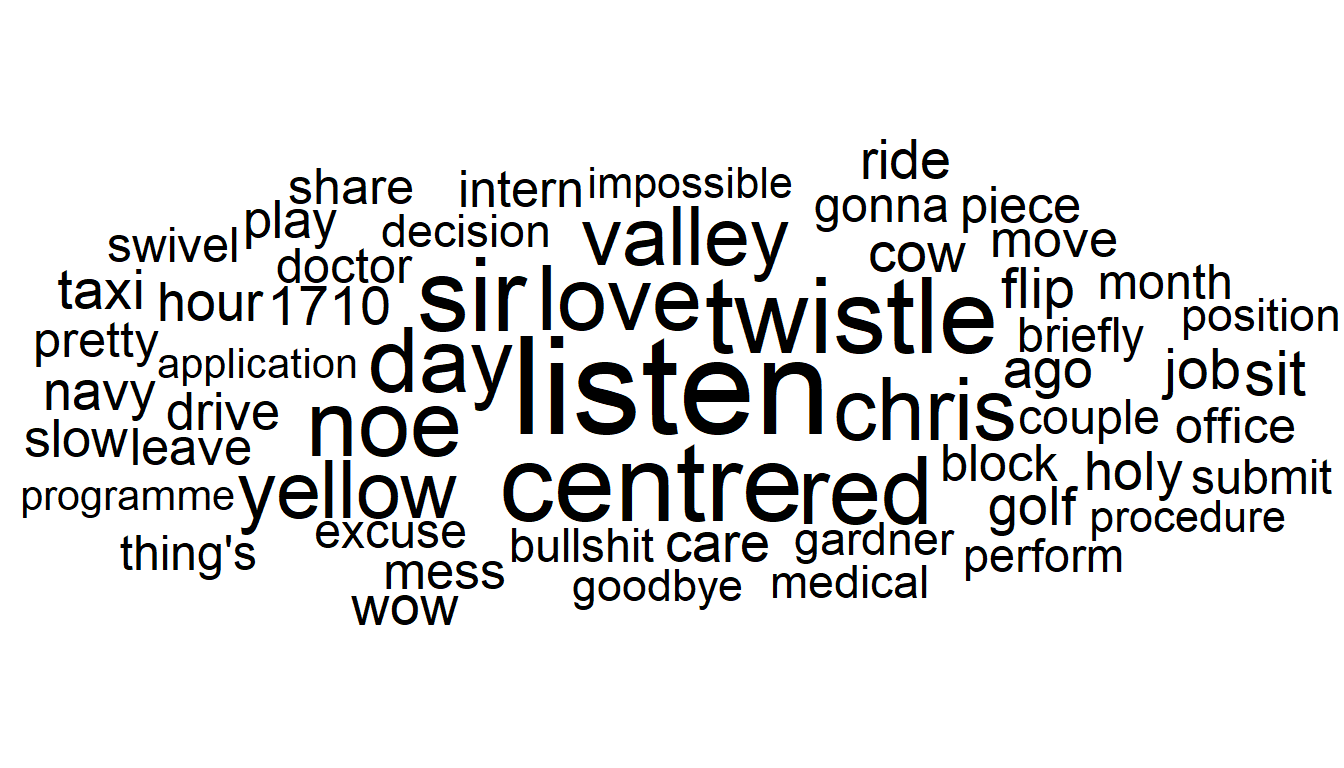 ride
share
intern
impossible
gonna
piece
play
decision
valley
swivel
doctor
cow
move
taxi
hour
1710
sir
love
twistle
flip
month
position
pretty
application
day
listen
briefly
navy
drive
noe
chris
ago
job
sit
slow
leave
couple
office
programme
yellow
centre
red
block
holy
submit
thing's
excuse
bullshit
care
gardner
golf
procedure
mess
goodbye
medical
perform
wow